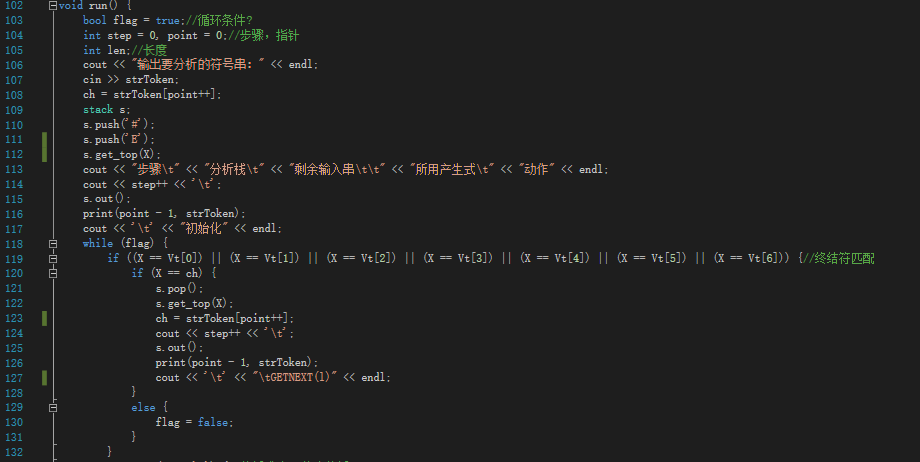 102 void run() {
103 bool flag = true;//循环条件?
104 int step = 0, point = 0;//步骤，指针
105 int len;//长度
106 cout << "输出要分析的符号串：" << endl;
107 cin >> strToken;
108 ch = strToken[point++];
109 stack s;
110 s.push('#');
111 s.push('E');
112 s.get_top(X);
113 cout << "步骤\t" << "分析栈\t" << "剩余输入串\t\t" << "所用产生式\t" << "动作" << endl;
114 cout << step++ << '\t';
115 s.out();
116 print(point - 1, strToken);
117 cout << '\t' << "初始化" << endl;
118 while (flag) {
119 if ((X == Vt[0]) || (X == Vt[1]) || (X == Vt[2]) || (X == Vt[3]) || (X == Vt[4]) || (X == Vt[5]) || (X == Vt[6])) {//终结符匹配
120 if (X == ch) {
121 s.pop();
122 s.get_top(X);
123 ch = strToken[point++];
124 cout << step++ << '\t';
125 s.out();
126 print(point - 1, strToken);
127 cout << '\t' << "\tGETNEXT(l)" << endl;
128 }
129 else {
130 flag = false;
131 }
132 }